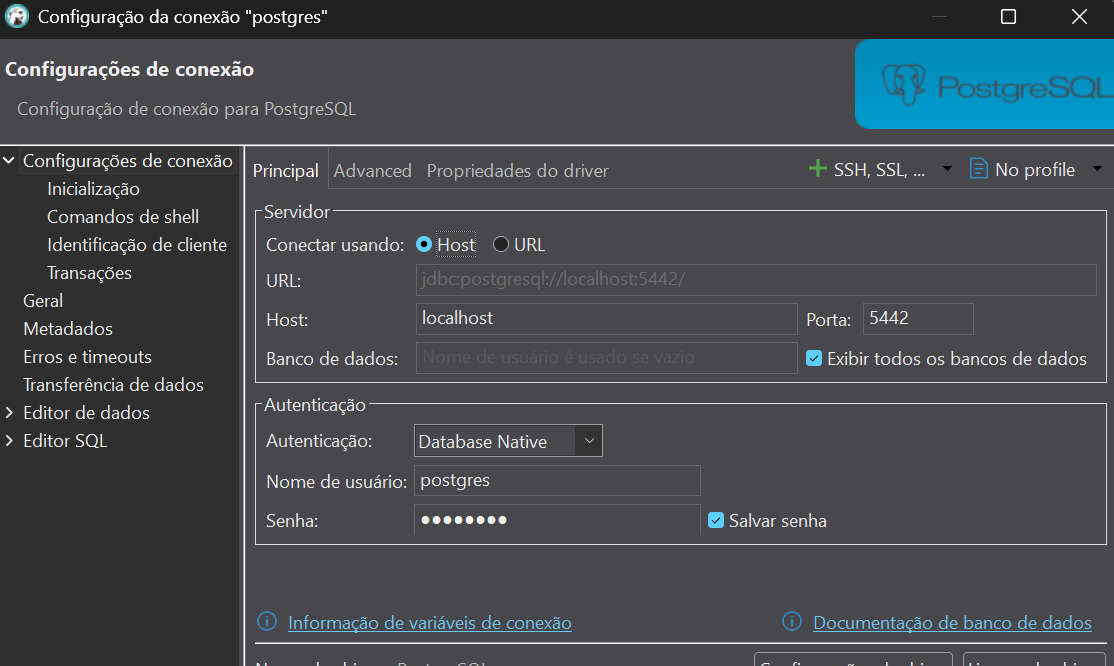 Configuração da conexão "postgres"
Configurações de conexão
Configuração de conexão para PostgreSQL
PostgreSQL
Configurações de conexão
Inicialização
Comandos de shell
Identificação de cliente
Transações
Geral
Metadados
Erros e timeouts
Transferência de dados
Editor de dados
Editor SQL
Principal Advanced Propriedades do driver SSH, SSL, ... No profile
Servidor
Conectar usando: Host URL
URL: jdbc:postgresql://localhost:5442/
Host: localhost Porta: 5442
Banco de dados: Nome de usuário é usado se vazio Exibir todos os bancos de dados
Autenticação
Autenticação: Database Native
Nome de usuário: postgres
Senha: •••••••• Salvar senha
Informação de variáveis de conexão Documentação de banco de dados